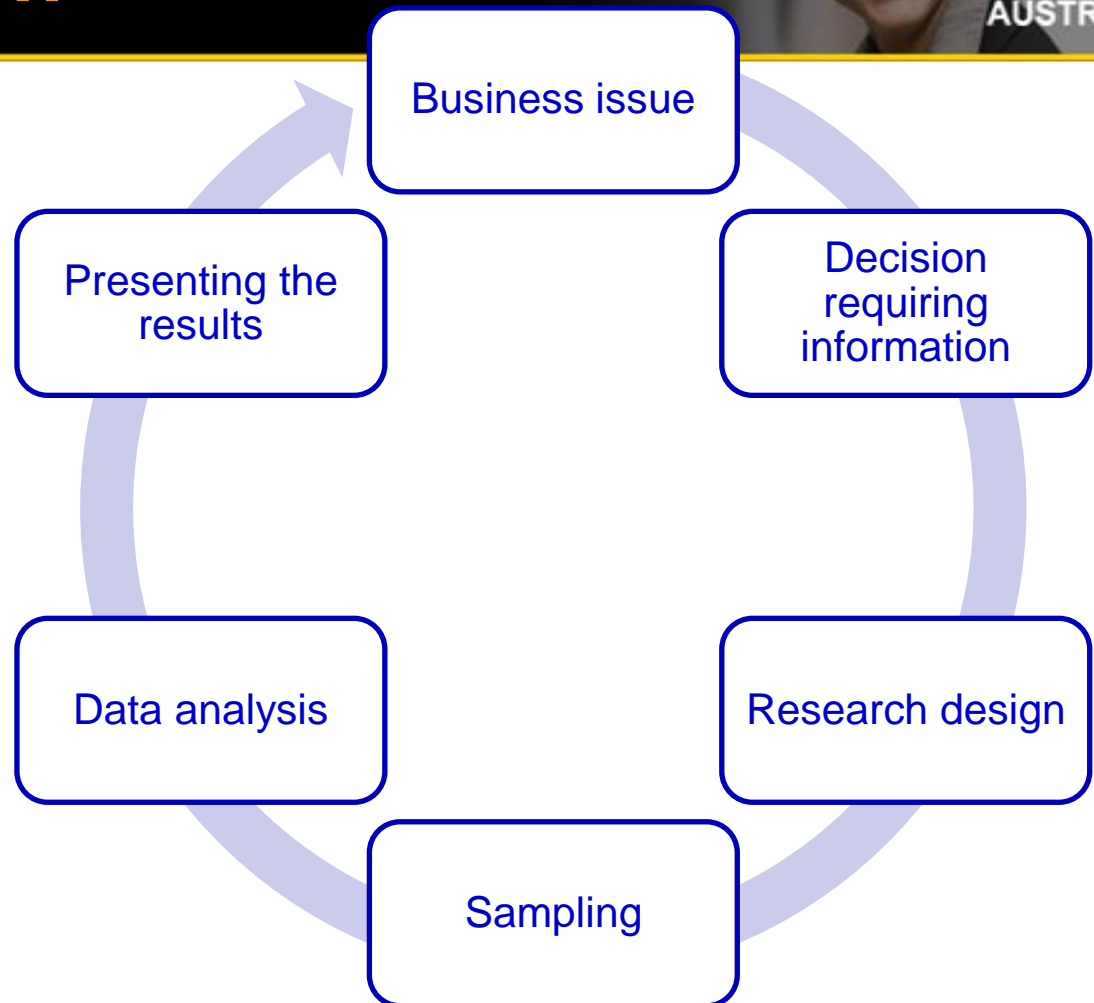 AUSTR
Business issue
Decision
requiring
information
Research design
Sampling
Data analysis
Presenting the
results